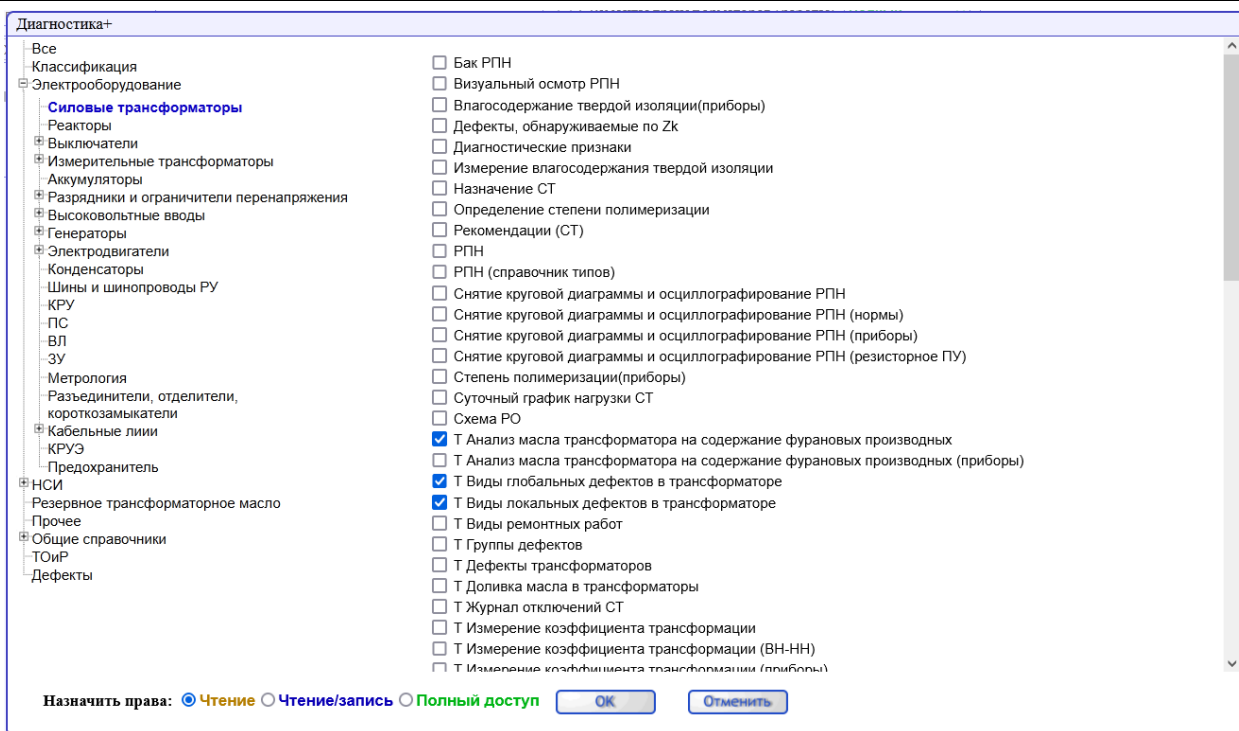 Диагностика+
Все
Классификация
Электрооборудование
Силовые трансформаторы
Реакторы
Выключатели
Измерительные трансформаторы
Аккумуляторы
Разрядники и ограничители перенапряжения
Высоковольтные вводы
Генераторы
Электродвигатели
Конденсаторы
Шины и шинопроводы РУ
КРУ
ПС
ВЛ
ЗУ
Метрология
Разъединители, отделители,
короткозамыкатели
Кабельные лиии
КРУЭ
Предохранитель
НСИ
Резервное трансформаторное масло
Прочее
Общие справочники
ТОиР
Дефекты
Бак РПН
Визуальный осмотр РПН
Влагосодержание твердой изоляции(приборы)
Дефекты, обнаруживаемые по Zk
Диагностические признаки
Измерение влагосодержания твердой изоляции
Назначение СТ
Определение степени полимеризации
Рекомендации (СТ)
РПН
РПН (справочник типов)
Снятие круговой диаграммы и осциллографирование РПН
Снятие круговой диаграммы и осциллографирование РПН (нормы)
Снятие круговой диаграммы и осциллографирование РПН (приборы)
Снятие круговой диаграммы и осциллографирование РПН (резисторное ПУ)
Степень полимеризации(приборы)
Суточный график нагрузки СТ
Схема РО
Т Анализ масла трансформатора на содержание фурановых производных
Т Анализ масла трансформатора на содержание фурановых производных (приборы)
Т Виды глобальных дефектов в трансформаторе
Т Виды локальных дефектов в трансформаторе
Т Виды ремонтных работ
Т Группы дефектов
Т Дефекты трансформаторов
Т Доливка масла в трансформаторы
Т Журнал отключений СТ
Т Измерение коэффициента трансформации
Т Измерение коэффициента трансформации (ВН-НН)
Т Измерение коэффициента трансформации (приборы)
Назначить права: Чтение Чтение/запись Полный доступ ОК Отменить